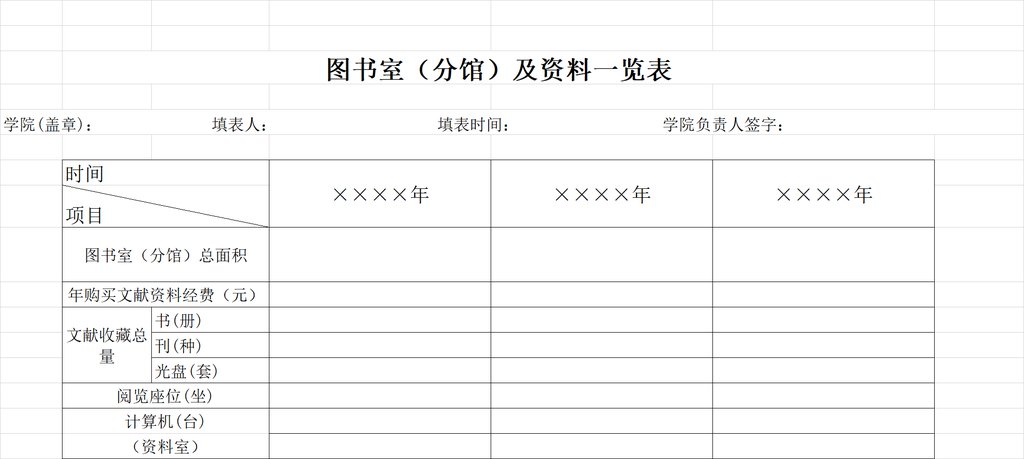 图书室（分馆）及资料一览表
学院(盖章): 填表人: 填表时间: 学院负责人签字:
时间
项目
××××年 ××××年 ××××年
图书室（分馆）总面积
年购买文献资料经费（元）
文献收藏总
量
书(册)
刊(种)
光盘(套)
阅览座位(坐)
计算机(台)
（资料室）